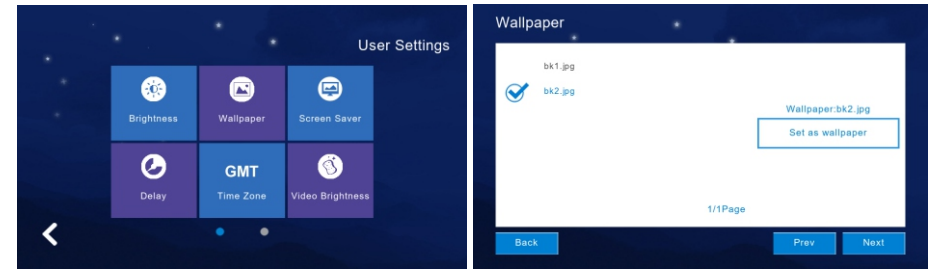 User Settings
Brightness
Wallpaper
Screen Saver
GMT
Delay
Time Zone
Video Brightness
Wallpaper
bk1.jpg
bk2.jpg
Wallpaper:bk2.jpg
Set as wallpaper
1/1Page
Back
Prev
Next